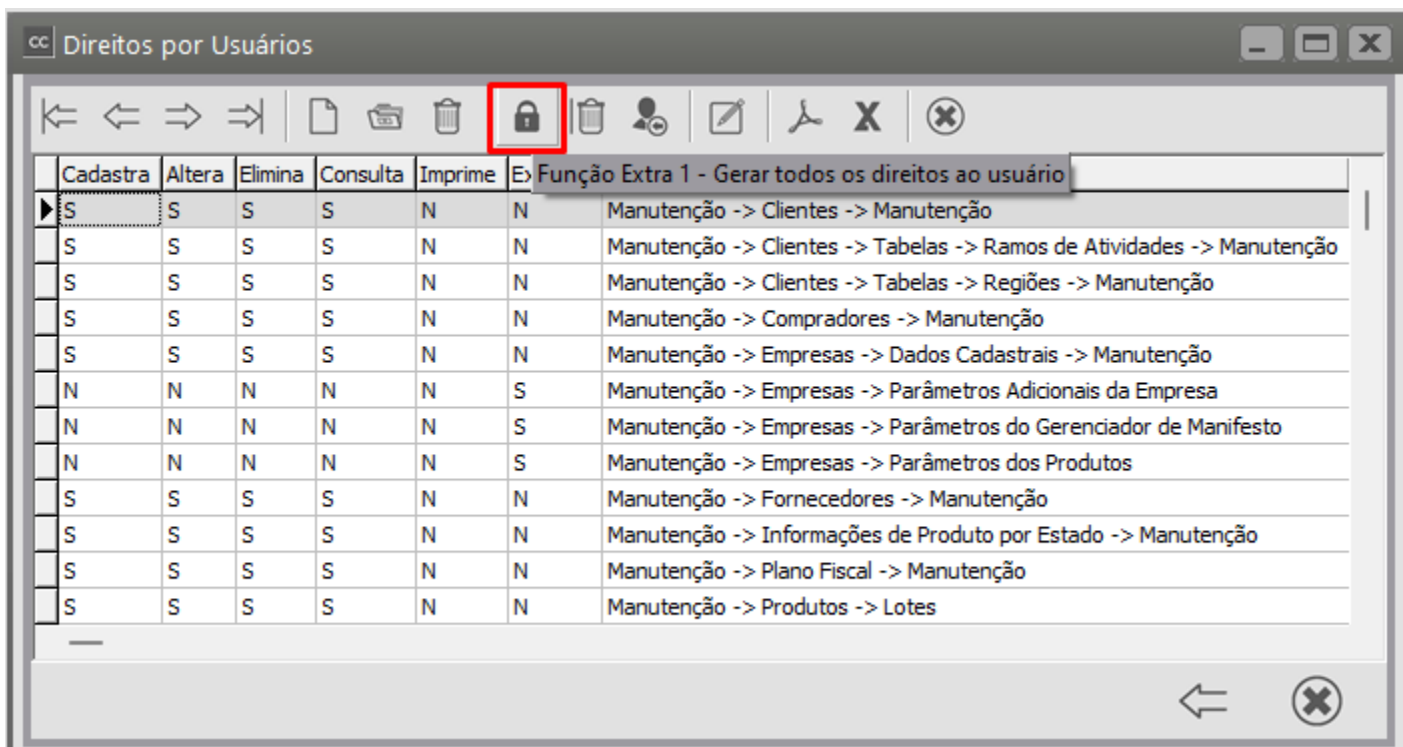 cc Direitos por Usuários
X
Cadastra Altera Elimina Consulta Imprime Ex
Função Extra 1 - Gerar todos os direitos ao usuário
S S S S N N Manutenção -> Clientes -> Manutenção
S S S S N N Manutenção -> Clientes -> Tabelas -> Ramos de Atividades -> Manutenção
S S S S N N Manutenção -> Clientes -> Tabelas -> Regiões -> Manutenção
S S S S N N Manutenção -> Compradores -> Manutenção
S S S S N N Manutenção -> Empresas -> Dados Cadastrais -> Manutenção
N N N N N S Manutenção -> Empresas -> Parâmetros Adicionais da Empresa
N N N N N S Manutenção -> Empresas -> Parâmetros do Gerenciador de Manifesto
N N N N N S Manutenção -> Empresas -> Parâmetros dos Produtos
S S S S N N Manutenção -> Fornecedores -> Manutenção
S S S S N N Manutenção -> Informações de Produto por Estado -> Manutenção
S S S S N N Manutenção -> Plano Fiscal -> Manutenção
S S S S N N Manutenção -> Produtos -> Lotes